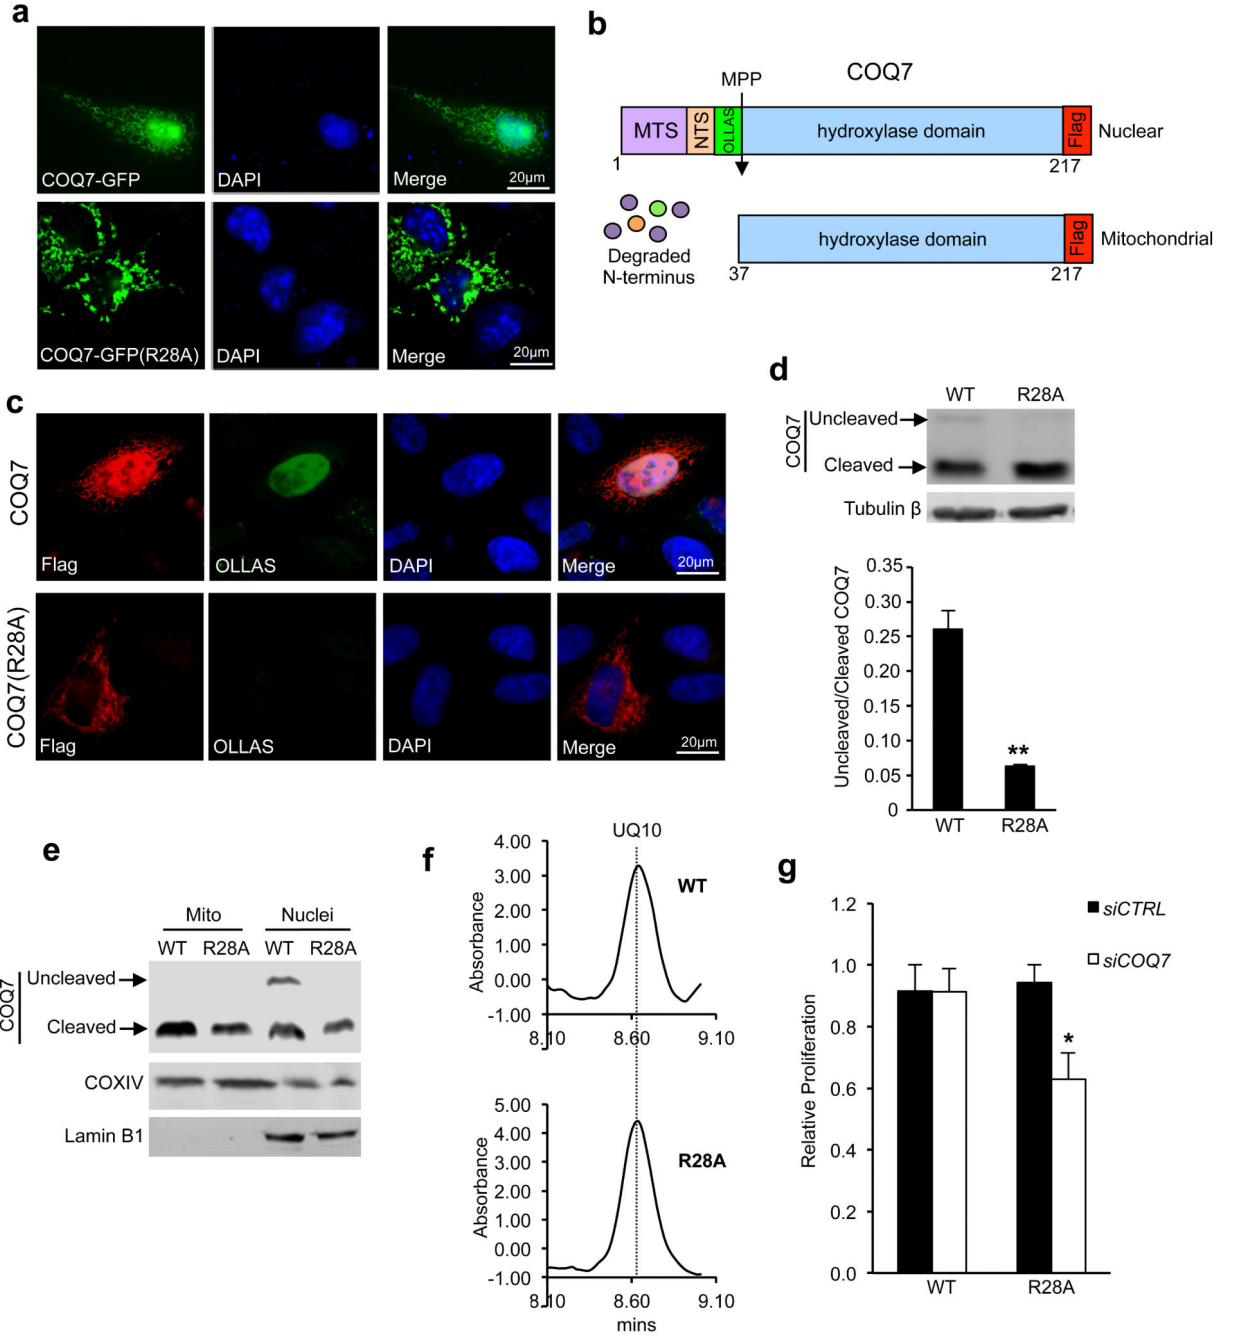 a
COQ7-GFP
DAPI
Merge
20µm
COQ7-GFP(R28A)
DAPI
Merge
20µm
b
COQ7
MPP
MTS
NTS
OLLAS
hydroxylase domain
Flag
Nuclear
1
217
Degraded
N-terminus
hydroxylase domain
Flag
Mitochondrial
37
217
c
COQ7
Flag
OLLAS
DAPI
Merge
20µm
COQ7(R28A)
Flag
OLLAS
DAPI
Merge
20µm
d
WT R28A
COQ7
Uncleaved
Cleaved
Tubulin β
Uncleaved/Cleaved COQ7
0.35
0.30
0.25
0.20
0.15
0.10
0.05
0
**
WT R28A
e
Mito Nuclei
WT R28A WT R28A
COQ7
Uncleaved
Cleaved
COXIV
Lamin B1
f
UQ10
WT
Absorbance
4.00
3.00
2.00
1.00
0.00
-1.00
8.10 8.60 9.10
R28A
Absorbance
5.00
4.00
3.00
2.00
1.00
0.00
-1.00
8.10 8.60 9.10
mins
g
siCTRL
siCOQ7
Relative Proliferation
1.2
1.0
0.8
0.6
0.4
0.2
0.0
*
WT R28A